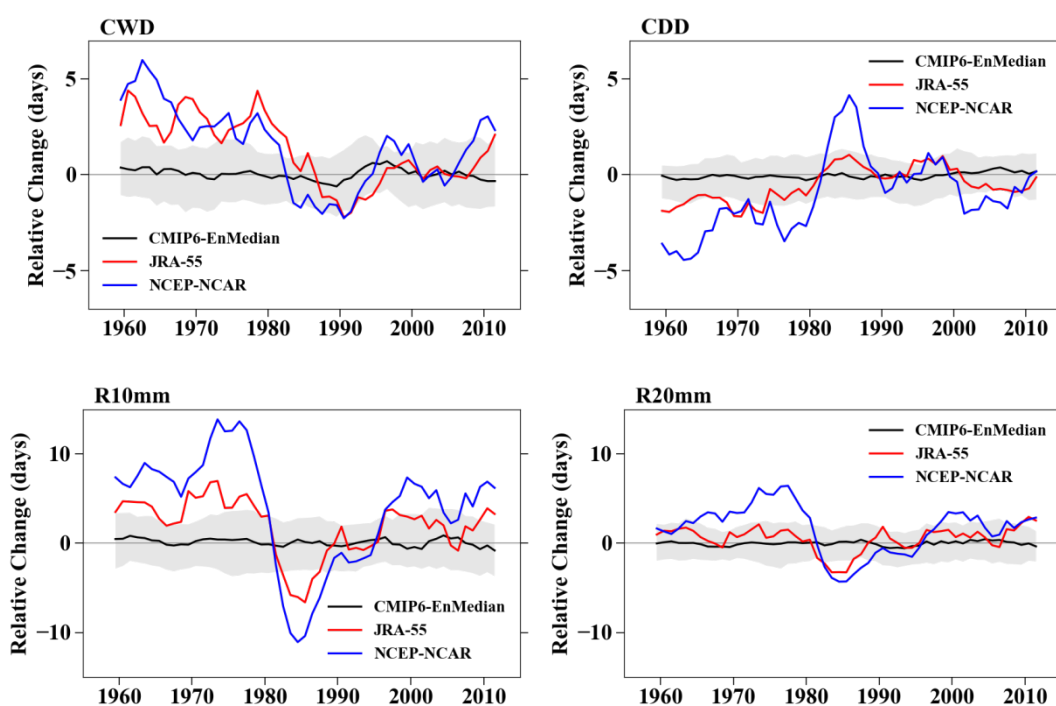 CWD
Relative Change (days)
5
0
−5
CMIP6-EnMedian
JRA-55
NCEP-NCAR
1960 1970 1980 1990 2000 2010
CDD
Relative Change (days)
5
0
−5
CMIP6-EnMedian
JRA-55
NCEP-NCAR
1960 1970 1980 1990 2000 2010
R10mm
Relative Change (days)
10
0
−10
CMIP6-EnMedian
JRA-55
NCEP-NCAR
1960 1970 1980 1990 2000 2010
R20mm
Relative Change (days)
10
0
−10
CMIP6-EnMedian
JRA-55
NCEP-NCAR
1960 1970 1980 1990 2000 2010